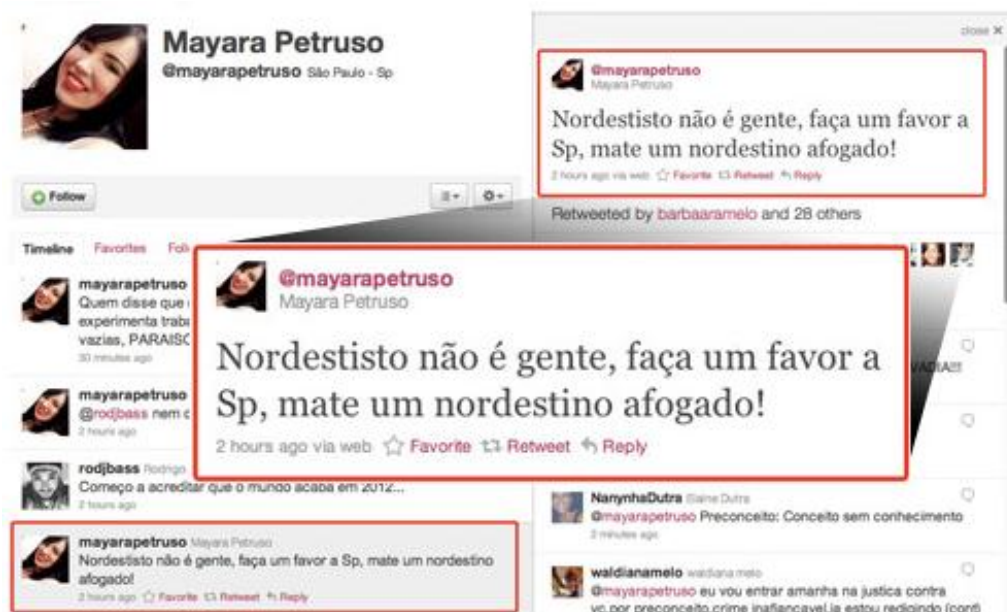 Mayara Petruso
@mayarapetruso São Paulo - Sp
Follow
Timeline Favorites
mayarapetruso
Quem disse que
experimenta
vazias,
30 minutes ago
mayarapetruso
@rodjbass nem
2 hours ago
rodjbass Rodrigo
Começo a acreditar que o mundo acaba em 2012...
2 hours ago
mayarapetruso Mayara Petruso
Nordestisto não é gente, faça um favor a Sp, mate um nordestino
afogado!
2 hours ago Favorite Retweet Reply
close X
@mayarapetruso
Mayara Petruso
Nordestisto não é gente, faça um favor a
Sp, mate um nordestino afogado!
2 hours ago via web Favorite Retweet Reply
Retweeted by barbaaramelo and 28 others
@mayarapetruso
Mayara Petruso
Nordestisto não é gente, faça um favor a
Sp, mate um nordestino afogado!
2 hours ago via web Favorite Retweet Reply
NanynhaDutra Elaine Dutra
@mayarapetruso Preconceito: Conceito sem conhecimento
2 minutes ago
waldianamelo waldiana melo
@mayarapetruso eu vou entrar amanha na justica contra
vc.por preconceito,crime inafiancavel.ja estou redigindo (cont)